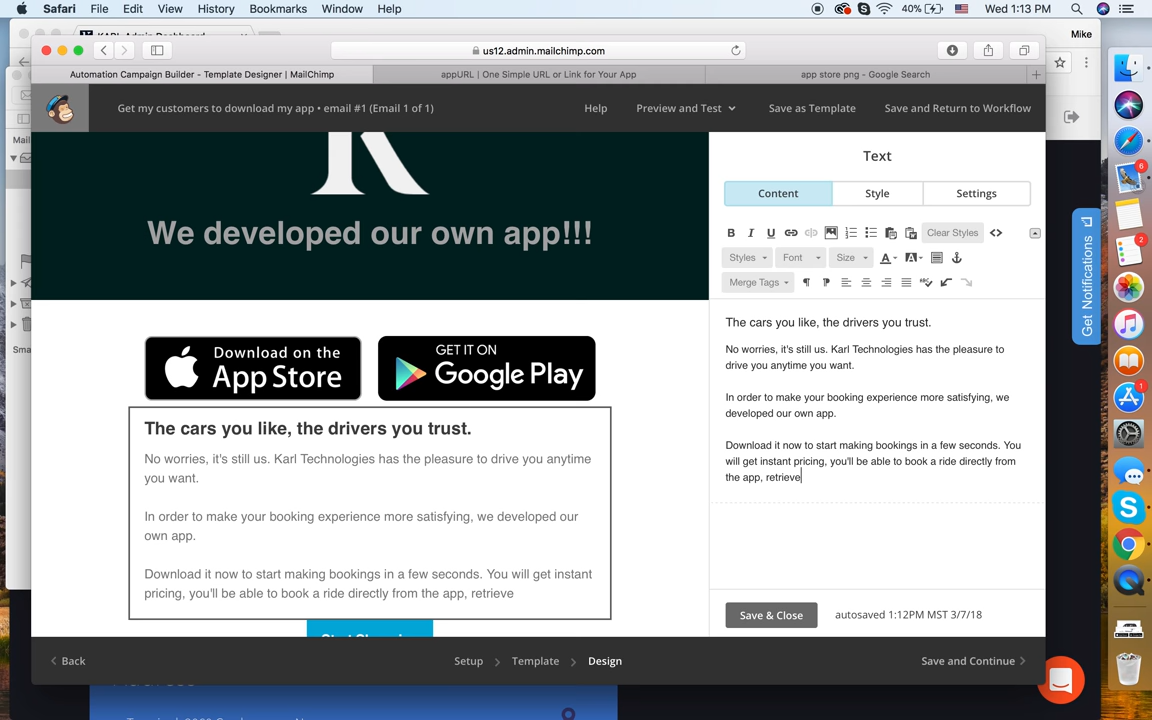 Safari File Edit View History Bookmarks Window Help 40% Wed 1:13 PM
Mike
us12.admin.mailchimp.com
Automation Campaign Builder - Template Designer | MailChimp
appURL | One Simple URL or Link for Your App
app store png - Google Search
Get my customers to download my app • email #1 (Email 1 of 1)
Help Preview and Test Save as Template Save and Return to Workflow
K
We developed our own app!!!
Download on the
App Store
GET IT ON
Google Play
The cars you like, the drivers you trust.
No worries, it's still us. Karl Technologies has the pleasure to drive you anytime
you want.
In order to make your booking experience more satisfying, we developed our
own app.
Download it now to start making bookings in a few seconds. You will get instant
pricing, you'll be able to book a ride directly from the app, retrieve
Text
Content Style Settings
B I U Clear Styles <>
Styles Font Size A A
Merge Tags
The cars you like, the drivers you trust.
No worries, it's still us. Karl Technologies has the pleasure to
drive you anytime you want.
In order to make your booking experience more satisfying, we
developed our own app.
Download it now to start making bookings in a few seconds. You
will get instant pricing, you'll be able to book a ride directly from
the app, retrieve
Save & Close autosaved 1:12PM MST 3/7/18
Back Setup Template Design Save and Continue
Get Notifications
Mail
Sma
6
2
1